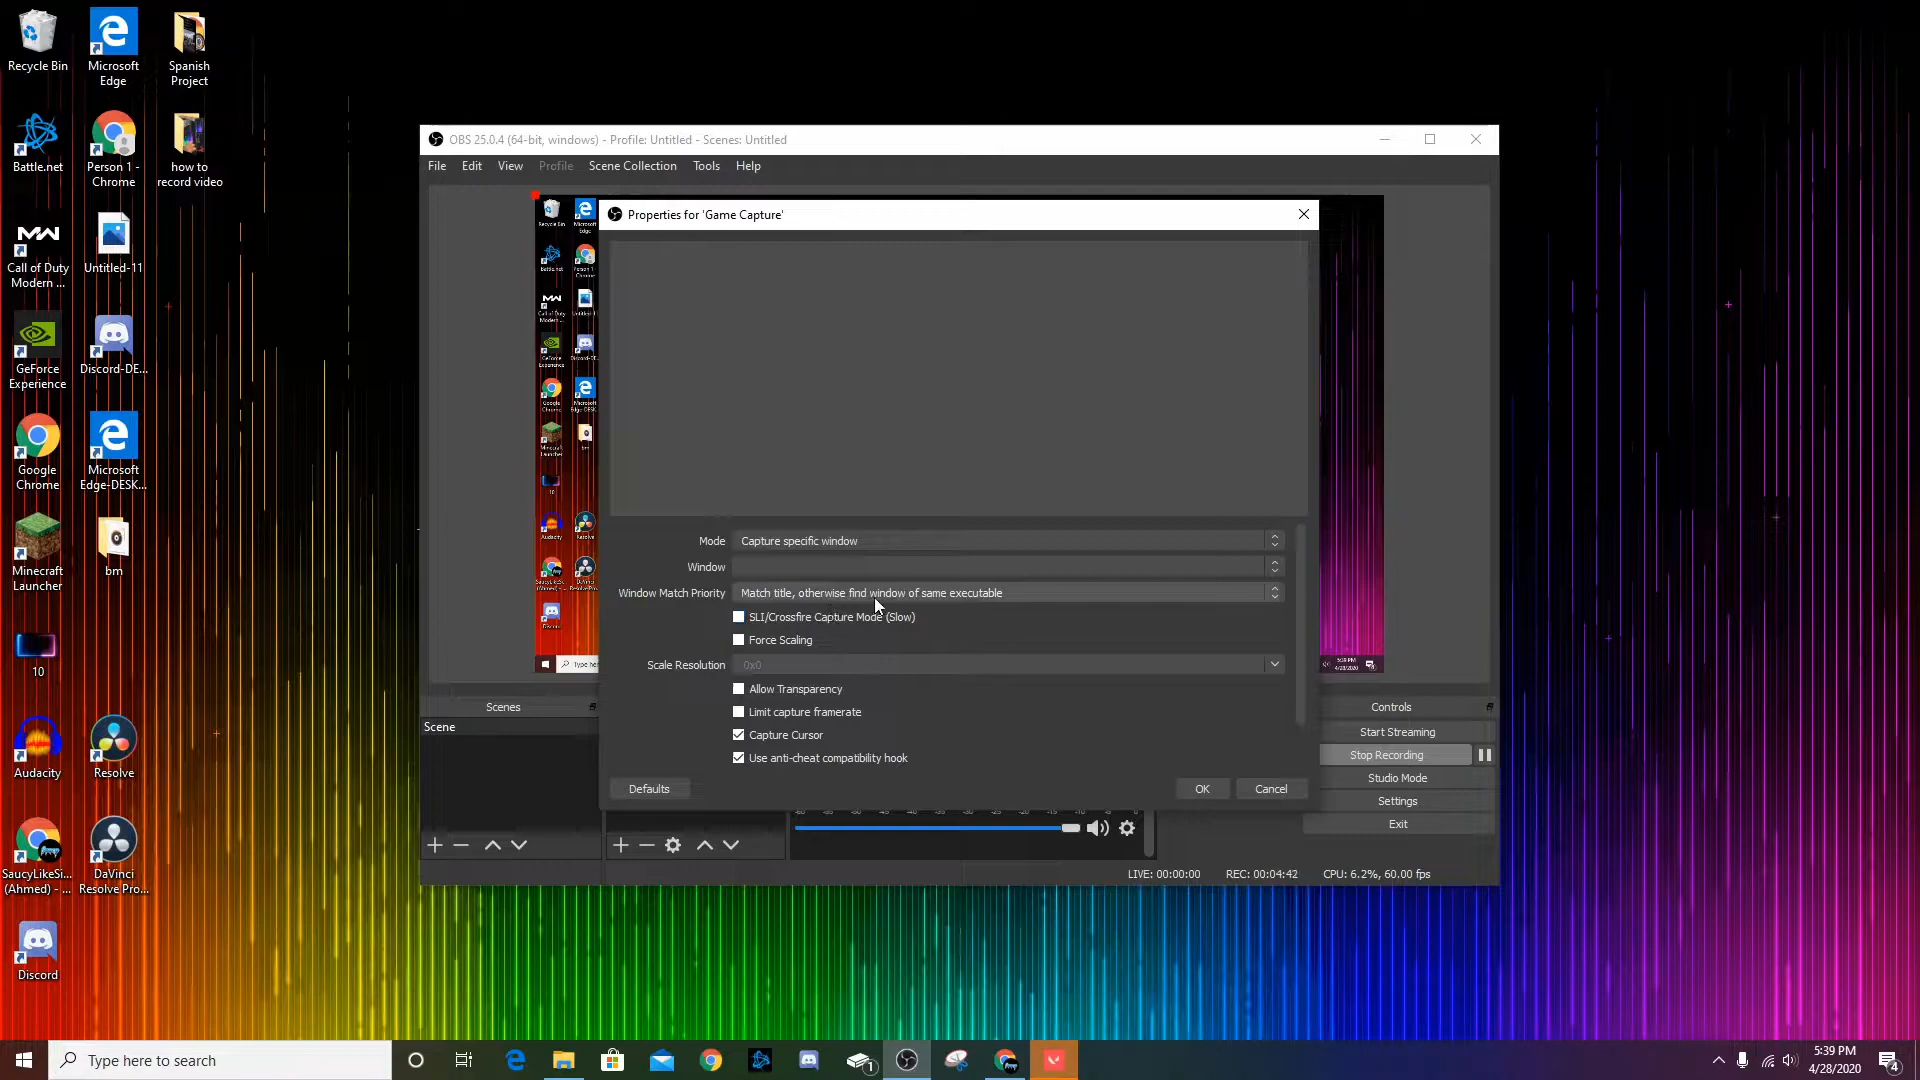 Recycle Bin
Microsoft
Edge
Spanish
Project
Battle.net
Person 1 -
Chrome
how to
record video
Call of Duty
Modern ...
Untitled-11
GeForce
Experience
Discord-DE...
Google
Chrome
Microsoft
Edge-DESK...
Minecraft
Launcher
bm
10
Audacity
Resolve
SaucyLikeSi...
(Ahmed) - ...
DaVinci
Resolve Pro...
Discord
OBS 25.0.4 (64-bit, windows) - Profile: Untitled - Scenes: Untitled
File Edit View Profile Scene Collection Tools Help
Properties for 'Game Capture'
Mode Capture specific window
Window
Window Match Priority Match title, otherwise find window of same executable
SLI/Crossfire Capture Mode (Slow)
Force Scaling
Scale Resolution 0x0
Allow Transparency
Limit capture framerate
Capture Cursor
Use anti-cheat compatibility hook
Defaults OK Cancel
Scenes
Scene
Controls
Start Streaming
Stop Recording
Studio Mode
Settings
Exit
LIVE: 00:00:00 REC: 00:04:42 CPU: 6.2%, 60.00 fps
Type here to search
1
5:39 PM
4/28/2020
4